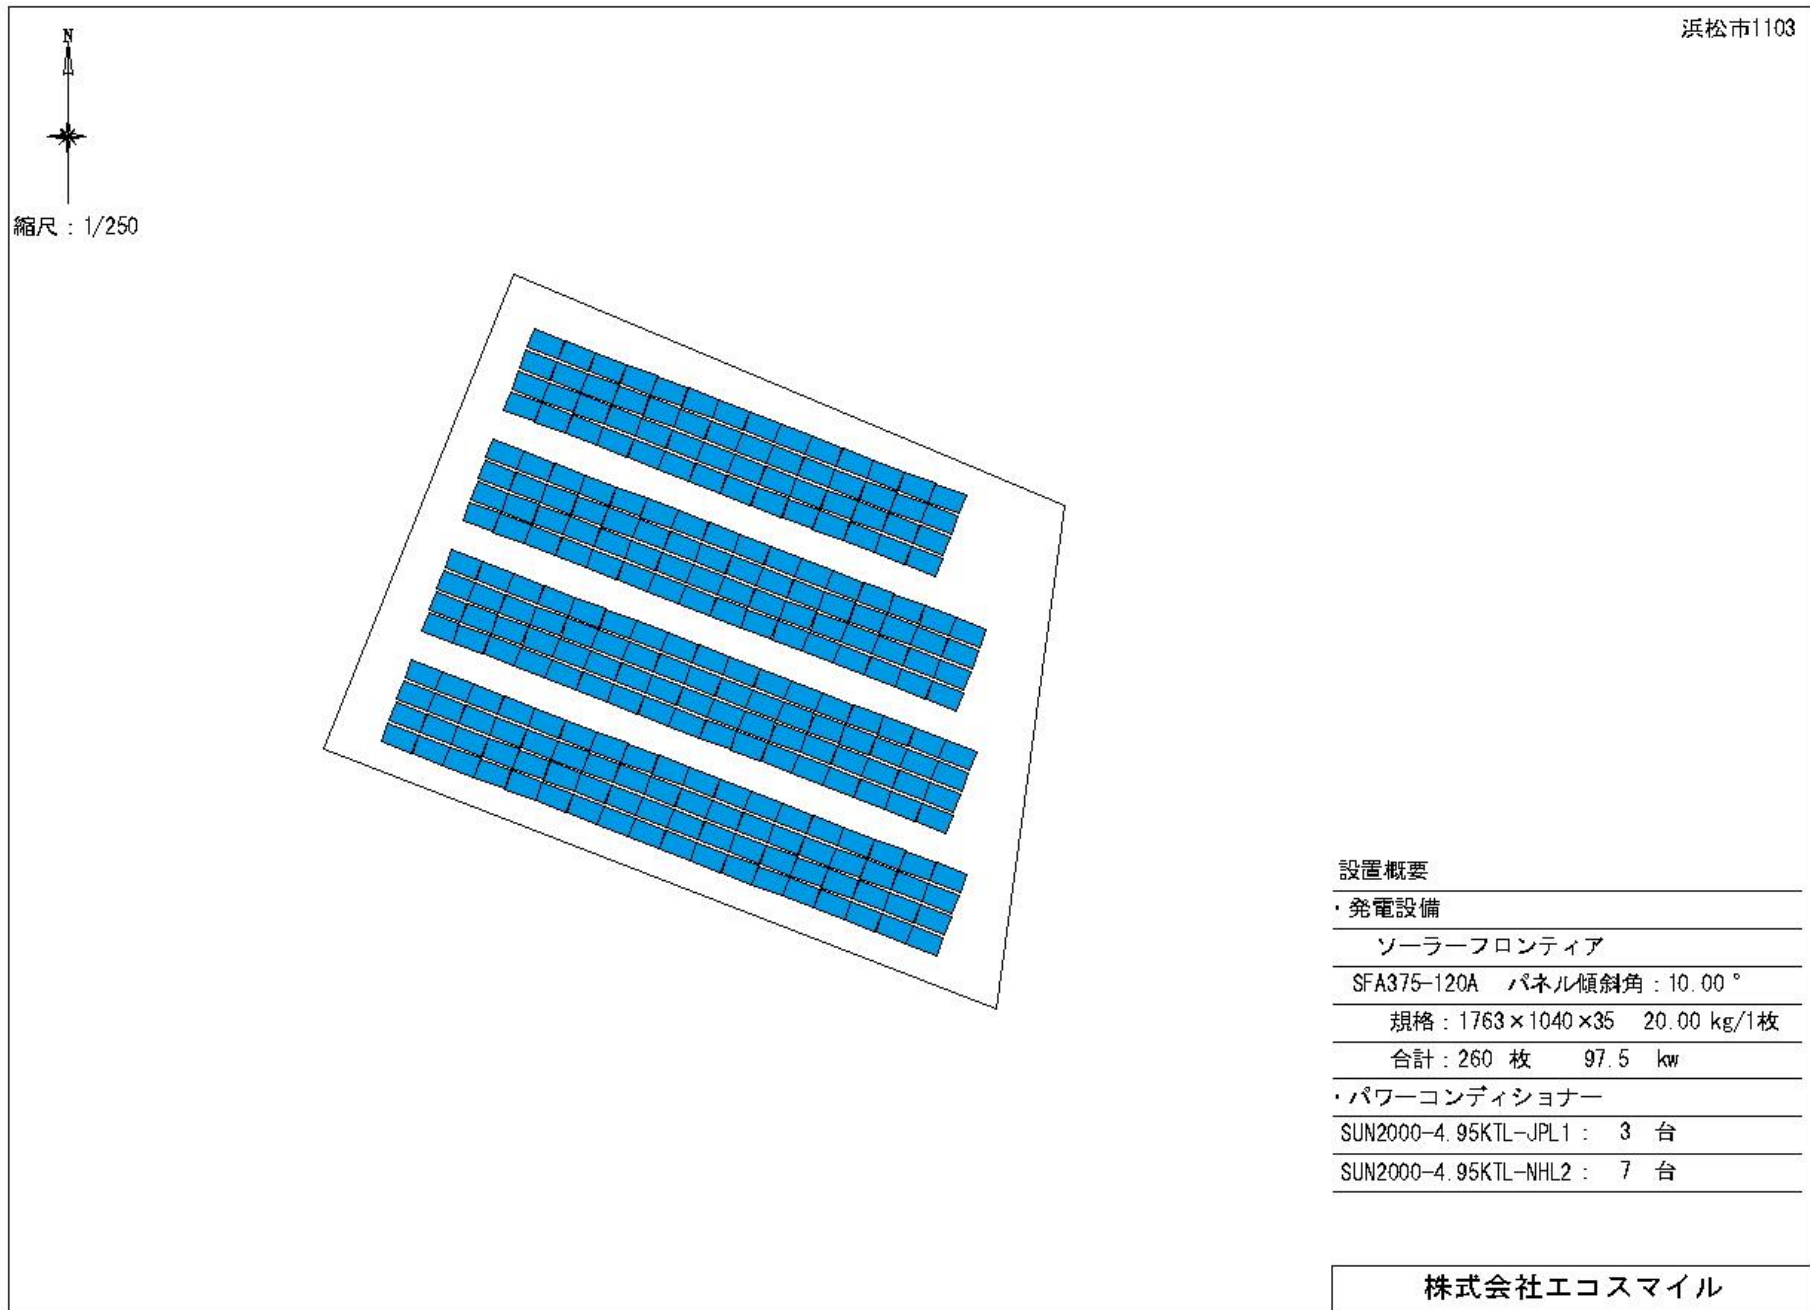 浜松市1103
N
縮尺：1/250
設置概要
・発電設備
ソーラーフロンティア
SFA375-120A パネル傾斜角：10.00°
規格：1763×1040×35 20.00 kg/1枚
合計：260 枚 97.5 kw
・パワーコンディショナー
SUN2000-4.95KTL-JPL1： 3 台
SUN2000-4.95KTL-NHL2： 7 台
株式会社エコスマイル